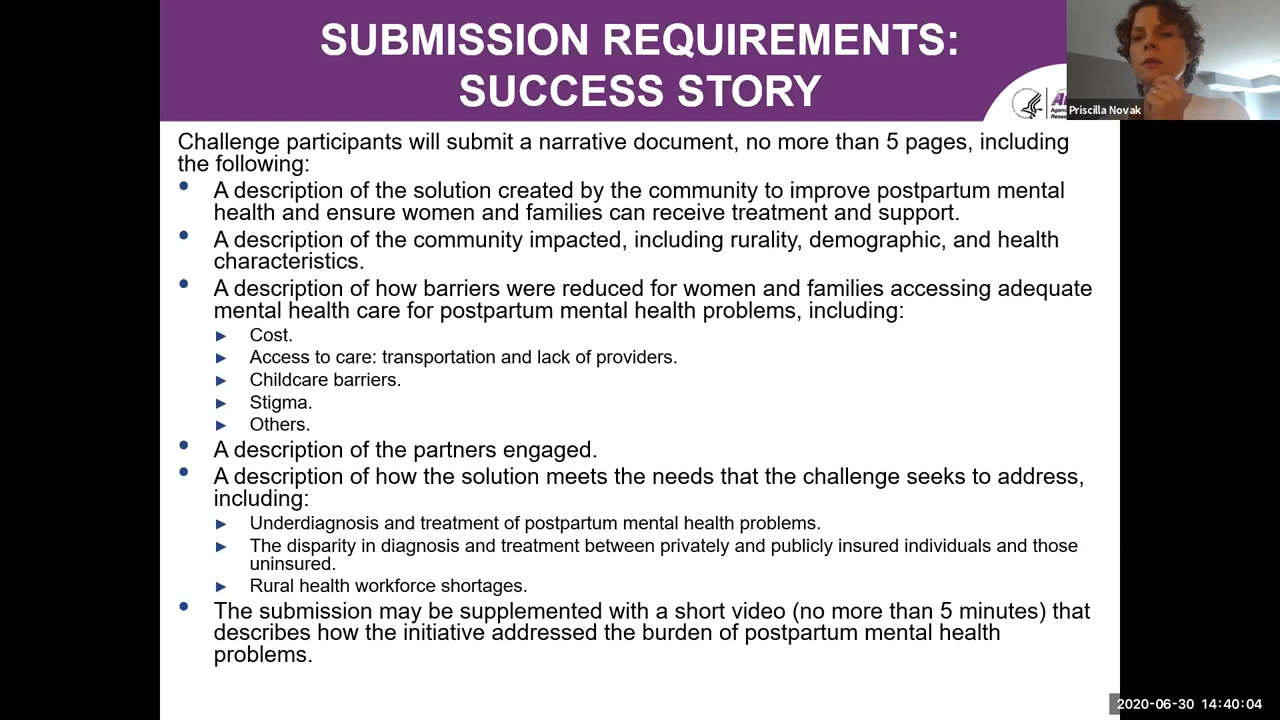 SUBMISSION REQUIREMENTS:
SUCCESS STORY
Priscilla Novak
Challenge participants will submit a narrative document, no more than 5 pages, including
the following:
• A description of the solution created by the community to improve postpartum mental
health and ensure women and families can receive treatment and support.
• A description of the community impacted, including rurality, demographic, and health
characteristics.
• A description of how barriers were reduced for women and families accessing adequate
mental health care for postpartum mental health problems, including:
► Cost.
► Access to care: transportation and lack of providers.
► Childcare barriers.
► Stigma.
► Others.
• A description of the partners engaged.
• A description of how the solution meets the needs that the challenge seeks to address,
including:
► Underdiagnosis and treatment of postpartum mental health problems.
► The disparity in diagnosis and treatment between privately and publicly insured individuals and those
uninsured.
► Rural health workforce shortages.
• The submission may be supplemented with a short video (no more than 5 minutes) that
describes how the initiative addressed the burden of postpartum mental health
problems.
2020-06-30 14:40:04